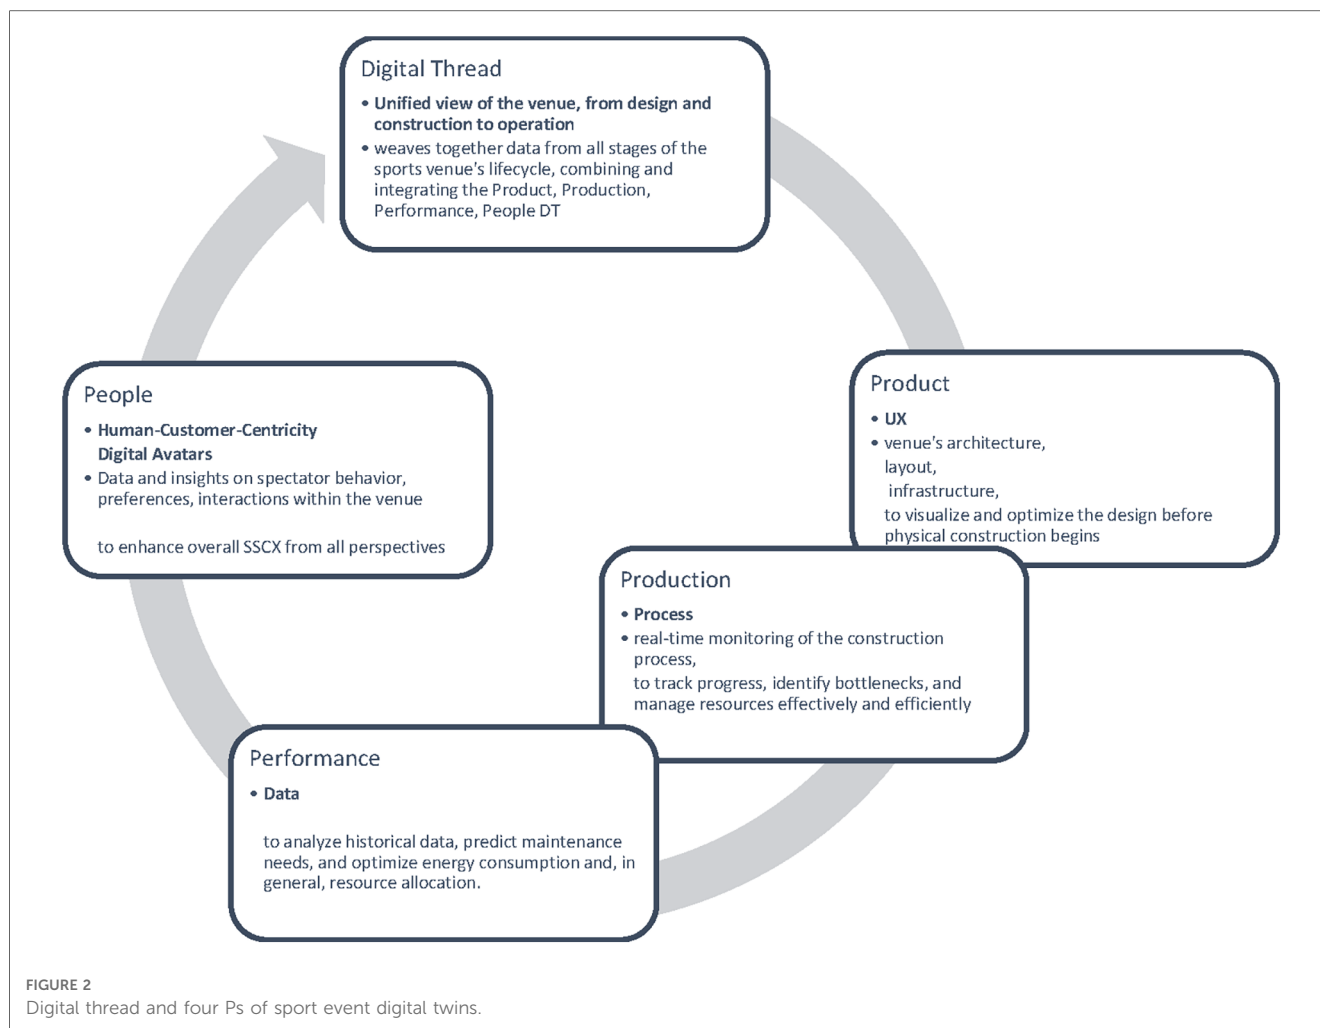 Digital Thread
• Unified view of the venue, from design and
construction to operation
• weaves together data from all stages of the
sports venue's lifecycle, combining and
integrating the Product, Production,
Performance, People DT
Product
• UX
• venue's architecture,
layout,
infrastructure,
to visualize and optimize the design before
physical construction begins
Production
• Process
• real-time monitoring of the construction
process,
to track progress, identify bottlenecks, and
manage resources effectively and efficiently
Performance
• Data
to analyze historical data, predict maintenance
needs, and optimize energy consumption and, in
general, resource allocation.
People
• Human-Customer-Centricity
Digital Avatars
• Data and insights on spectator behavior,
preferences, interactions within the venue
to enhance overall SSCX from all perspectives
FIGURE 2
Digital thread and four Ps of sport event digital twins.